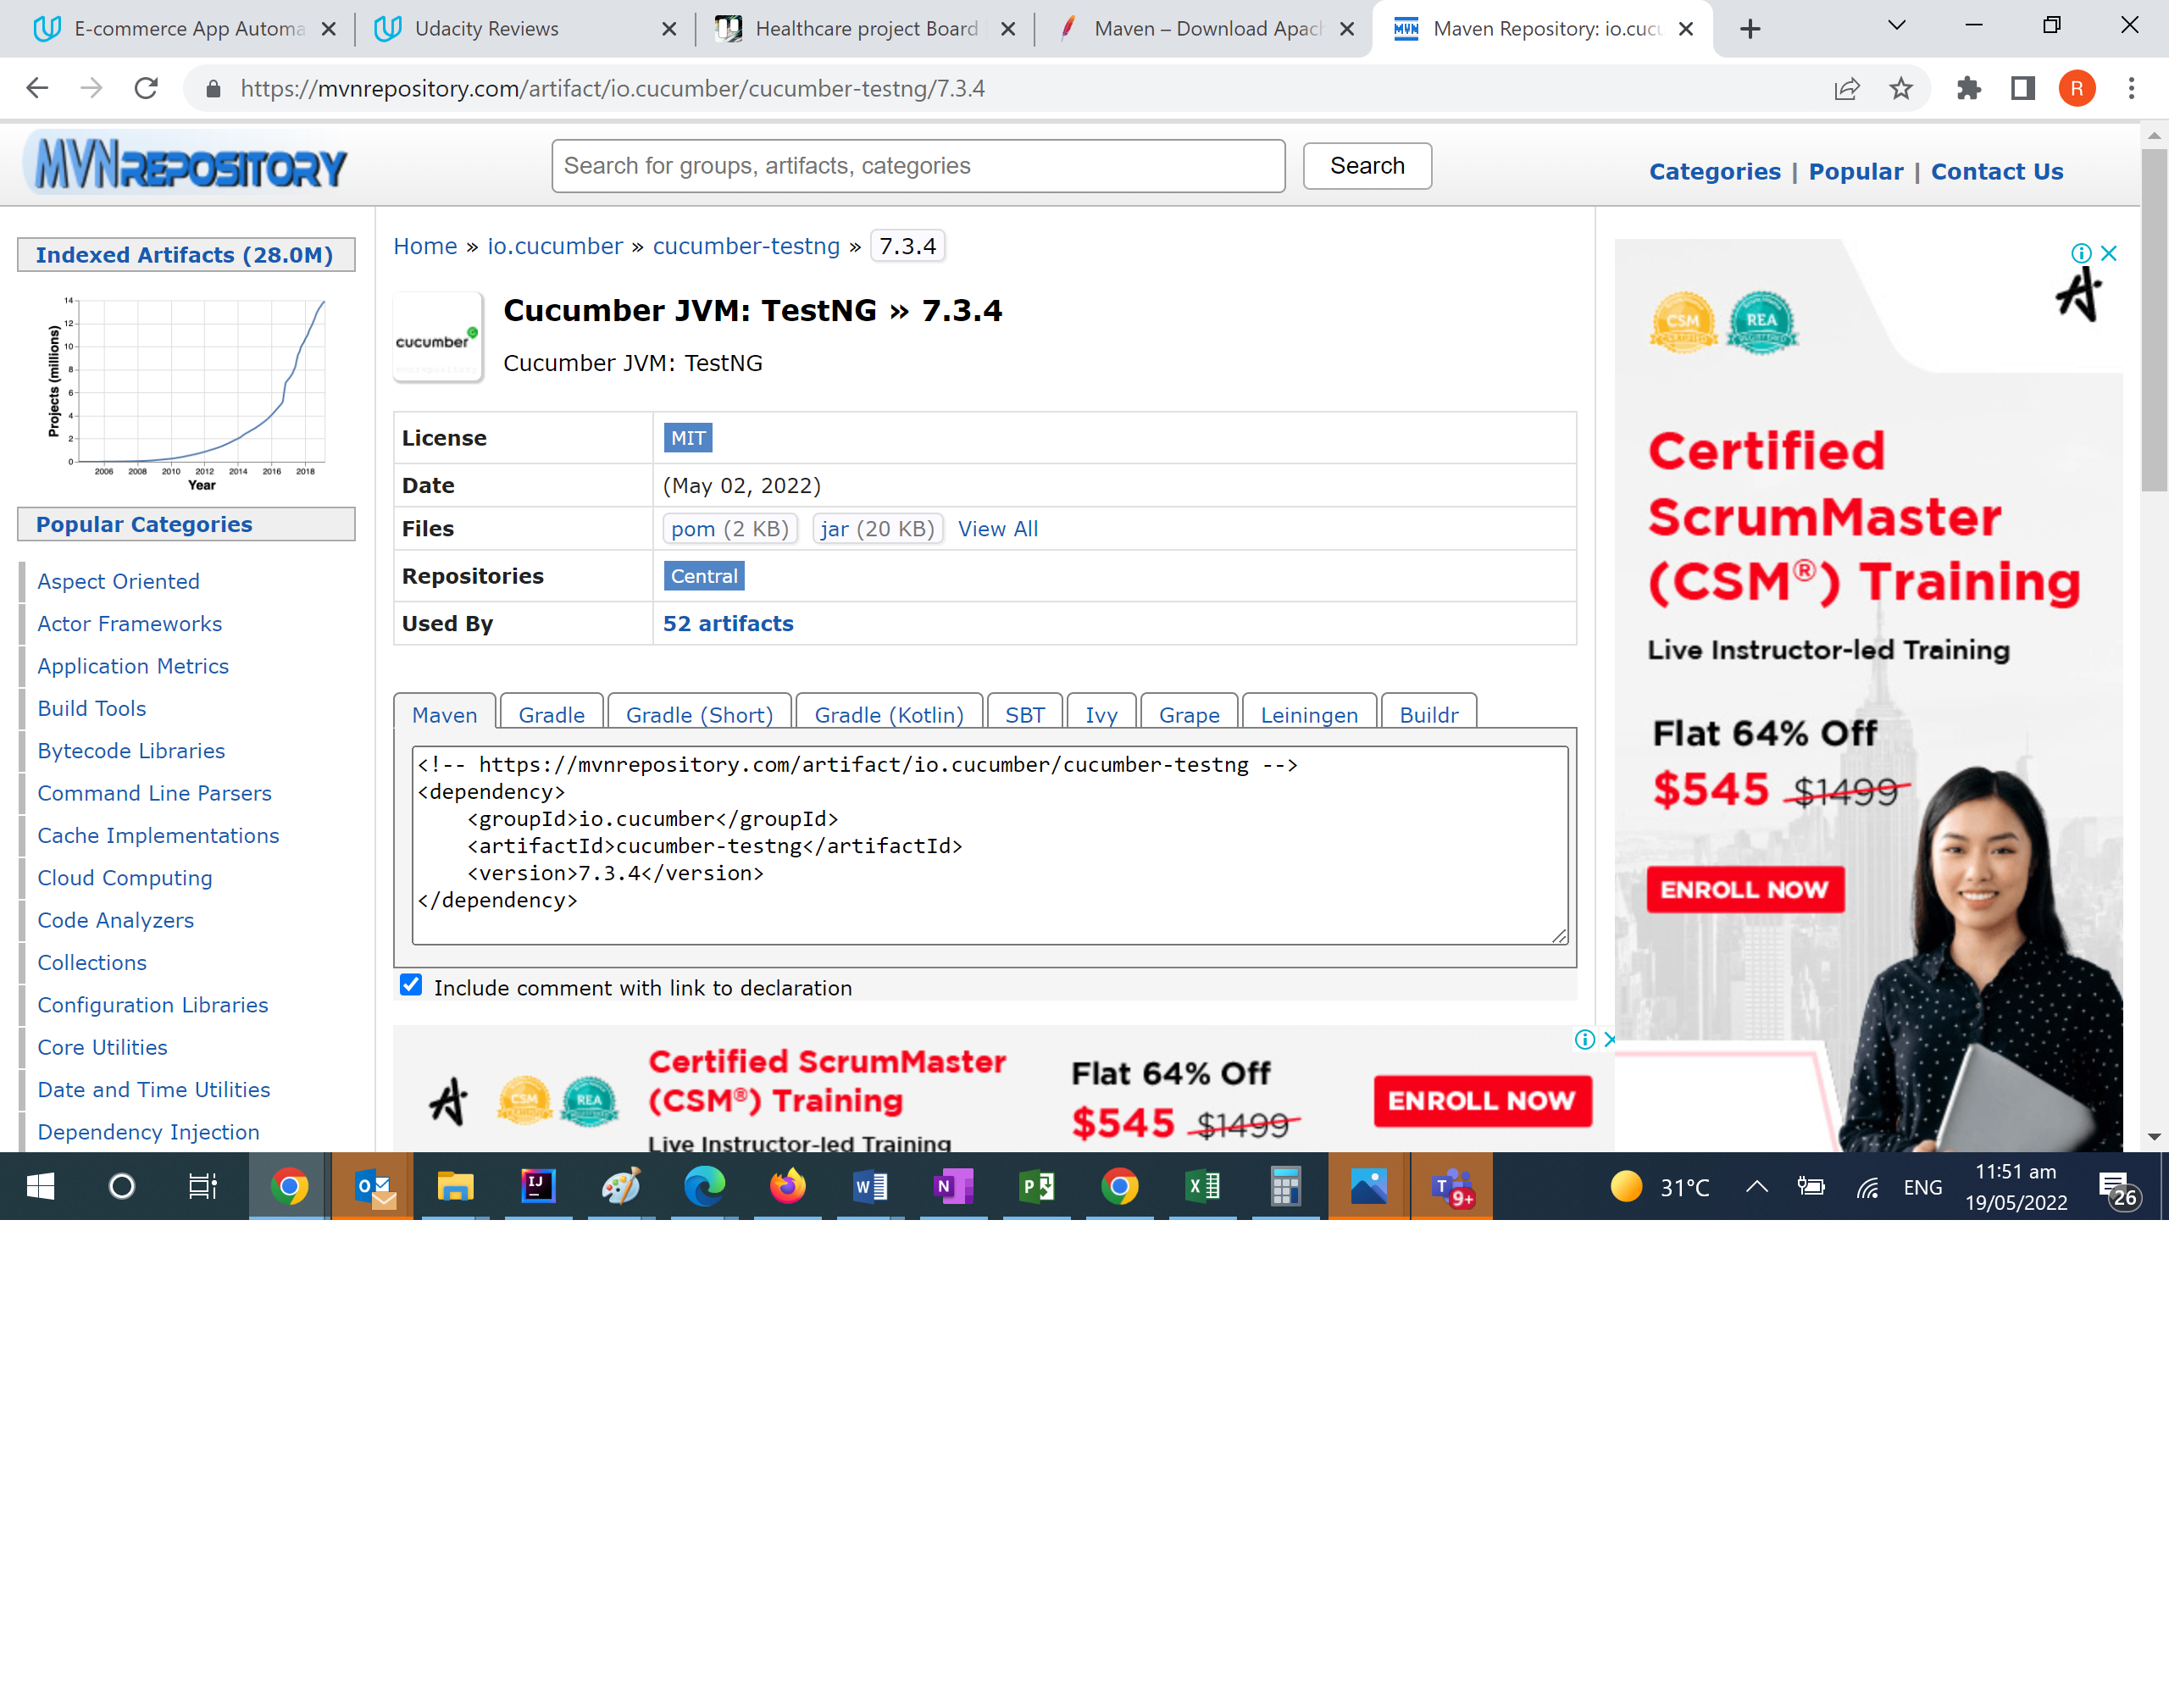 E-commerce App Automa
Udacity Reviews
Healthcare project Board
Maven – Download Apach
MVN
Maven Repository: io.cucu
https://mvnrepository.com/artifact/io.cucumber/cucumber-testng/7.3.4
R
MVNREPOSITORY
Search for groups, artifacts, categories
Search
Categories | Popular | Contact Us
Indexed Artifacts (28.0M)
Projects (millions)
14
12
10
8
6
4
2
0
2006 2008 2010 2012 2014 2016 2018
Year
Popular Categories
Aspect Oriented
Actor Frameworks
Application Metrics
Build Tools
Bytecode Libraries
Command Line Parsers
Cache Implementations
Cloud Computing
Code Analyzers
Collections
Configuration Libraries
Core Utilities
Date and Time Utilities
Dependency Injection
Home » io.cucumber » cucumber-testng » 7.3.4
cucumber
Cucumber JVM: TestNG » 7.3.4
Cucumber JVM: TestNG
License MIT
Date (May 02, 2022)
Files pom (2 KB) jar (20 KB) View All
Repositories Central
Used By 52 artifacts
Maven Gradle Gradle (Short) Gradle (Kotlin) SBT Ivy Grape Leiningen Buildr
<!-- https://mvnrepository.com/artifact/io.cucumber/cucumber-testng -->
<dependency>
    <groupId>io.cucumber</groupId>
    <artifactId>cucumber-testng</artifactId>
    <version>7.3.4</version>
</dependency>
Include comment with link to declaration
CSM
REA
Certified ScrumMaster
(CSM®) Training
Live Instructor-led Training
Flat 64% Off
$545 $1499
ENROLL NOW
CSM
REA
Certified
ScrumMaster
(CSM®) Training
Live Instructor-led Training
Flat 64% Off
$545 $1499
ENROLL NOW
IJ
W
N
P
X
T
9+
31°C
ENG
11:51 am
19/05/2022
26